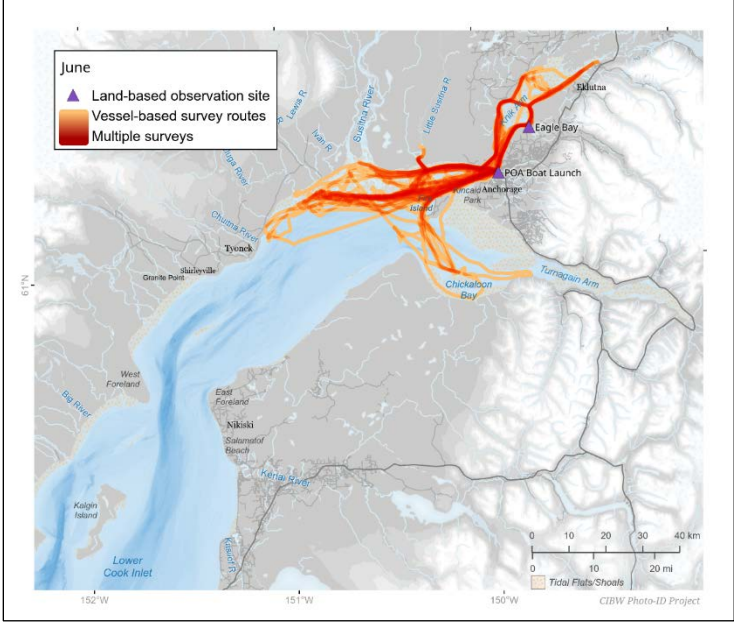 June
Land-based observation site
Vessel-based survey routes
Multiple surveys
Eklutna
Knik Arm
Eagle Bay
POA Boat Launch
Anchorage
Park
Island
Little Susitna R
Susitna River
Ivan R
Lewis R
Chuitna River
Tyonek
Shirleyville
Granite Point
61°N
Chickaloon
Bay
Turnagain Arm
West
Foreland
East
Foreland
Big River
Nikiski
Salamatof
Beach
Kenai River
Kalgin
Island
Kasilof R
Lower
Cook Inlet
0 10 20 30 40 km
0 10 20 mi
Tidal Flats/Shoals
152°W
151°W
150°W
CIBW Photo-ID Project